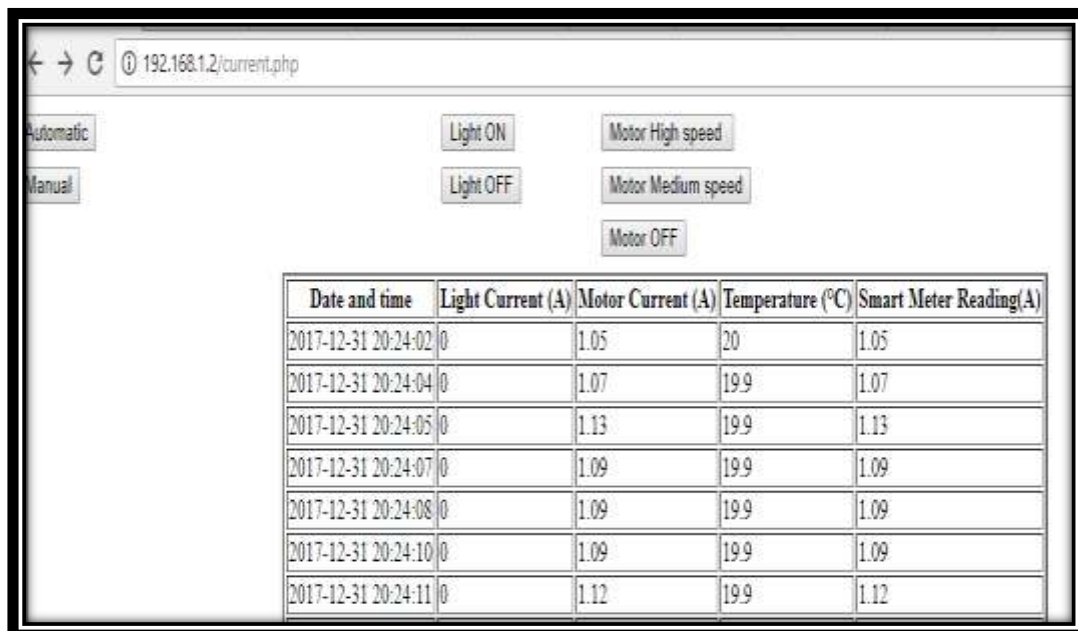 192.168.1.2/current.php
Automatic Light ON Motor High speed
Manual Light OFF Motor Medium speed
Motor OFF
Date and time Light Current (A) Motor Current (A) Temperature (°C) Smart Meter Reading(A)
2017-12-31 20:24:02 0 1.05 20 1.05
2017-12-31 20:24:04 0 1.07 19.9 1.07
2017-12-31 20:24:05 0 1.13 19.9 1.13
2017-12-31 20:24:07 0 1.09 19.9 1.09
2017-12-31 20:24:08 0 1.09 19.9 1.09
2017-12-31 20:24:10 0 1.09 19.9 1.09
2017-12-31 20:24:11 0 1.12 19.9 1.12